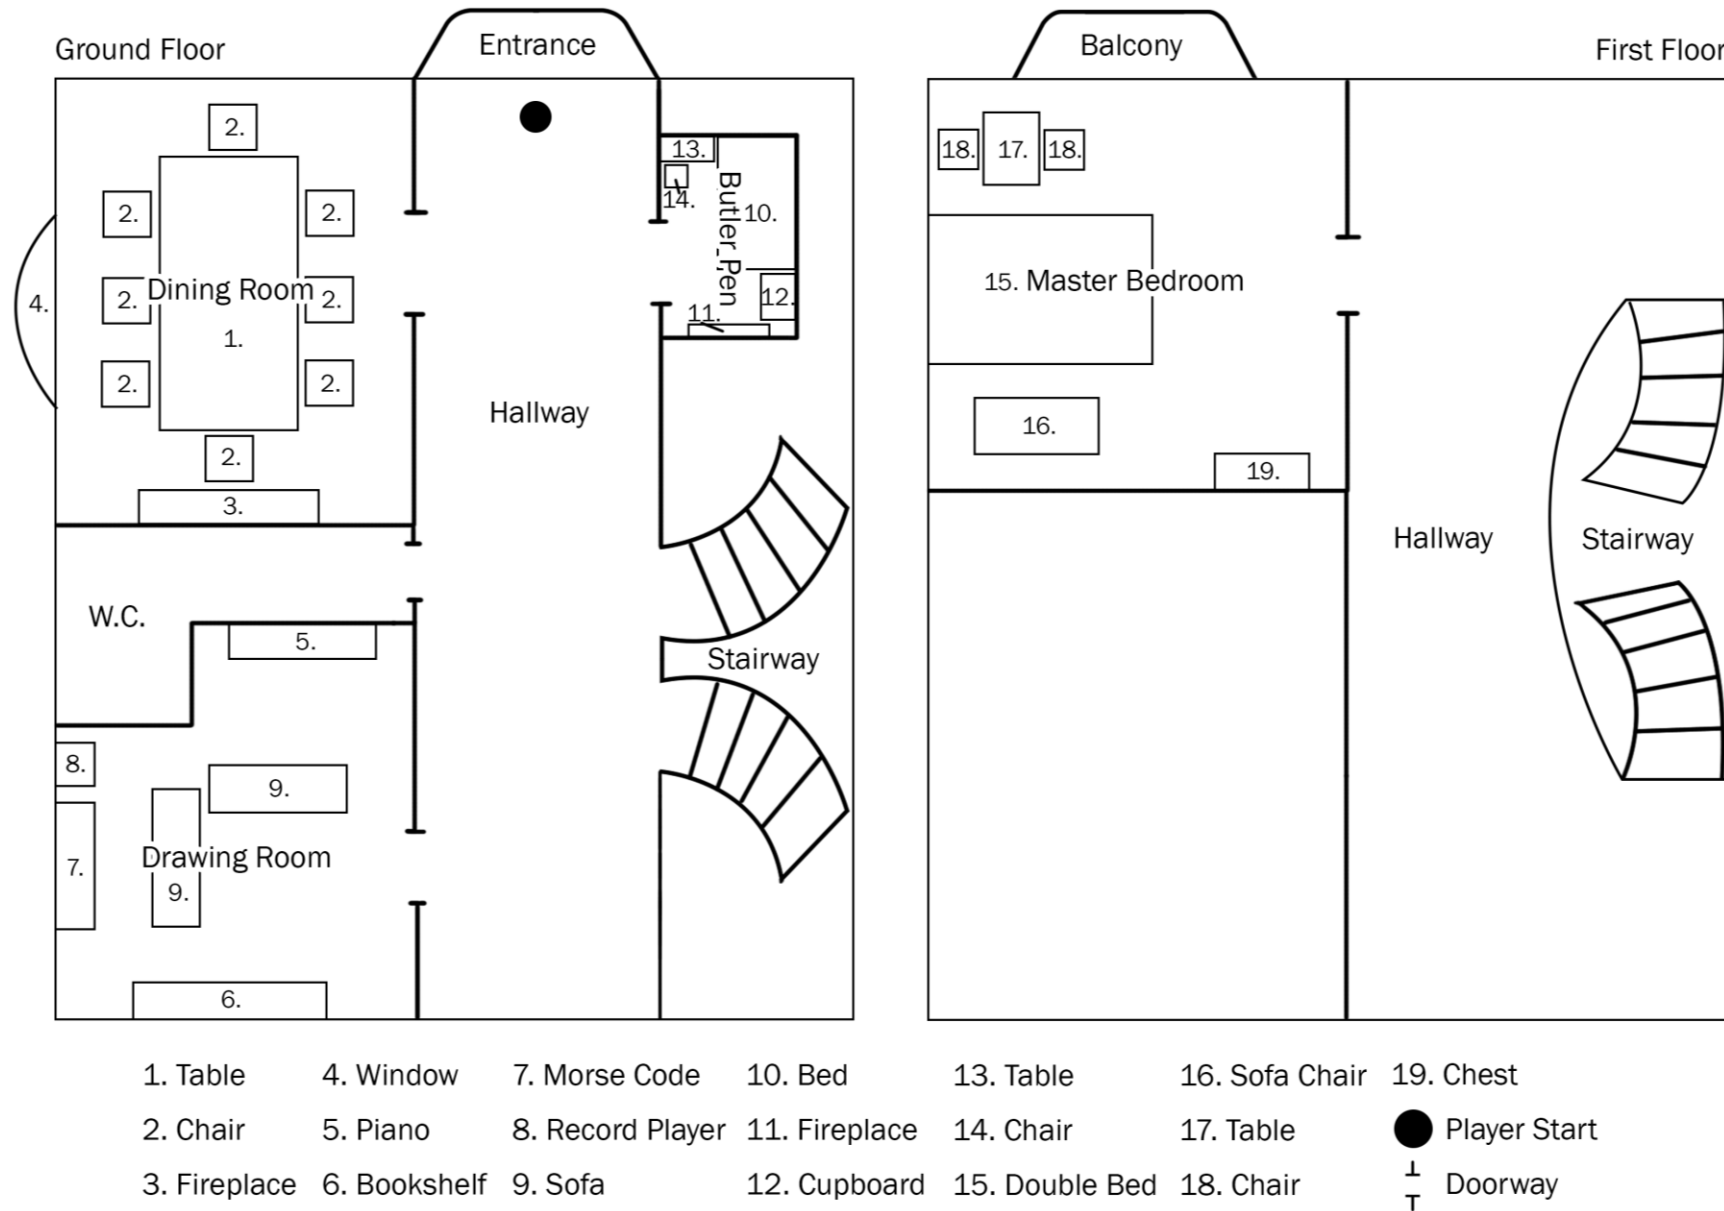 Ground Floor
Entrance
Balcony
First Floor
2.
13.
18.
17.
18.
14.
Butler Pen
10.
2.
2.
4.
2.
Dining Room
2.
1.
12.
11.
15.
Master Bedroom
2.
2.
Hallway
16.
2.
19.
3.
Hallway
Stairway
W.C.
5.
Stairway
8.
9.
Drawing Room
7.
9.
6.
1. Table
4. Window
7. Morse Code
10. Bed
13. Table
16. Sofa Chair
19. Chest
2. Chair
5. Piano
8. Record Player
11. Fireplace
14. Chair
17. Table
Player Start
3. Fireplace
6. Bookshelf
9. Sofa
12. Cupboard
15. Double Bed
18. Chair
Doorway